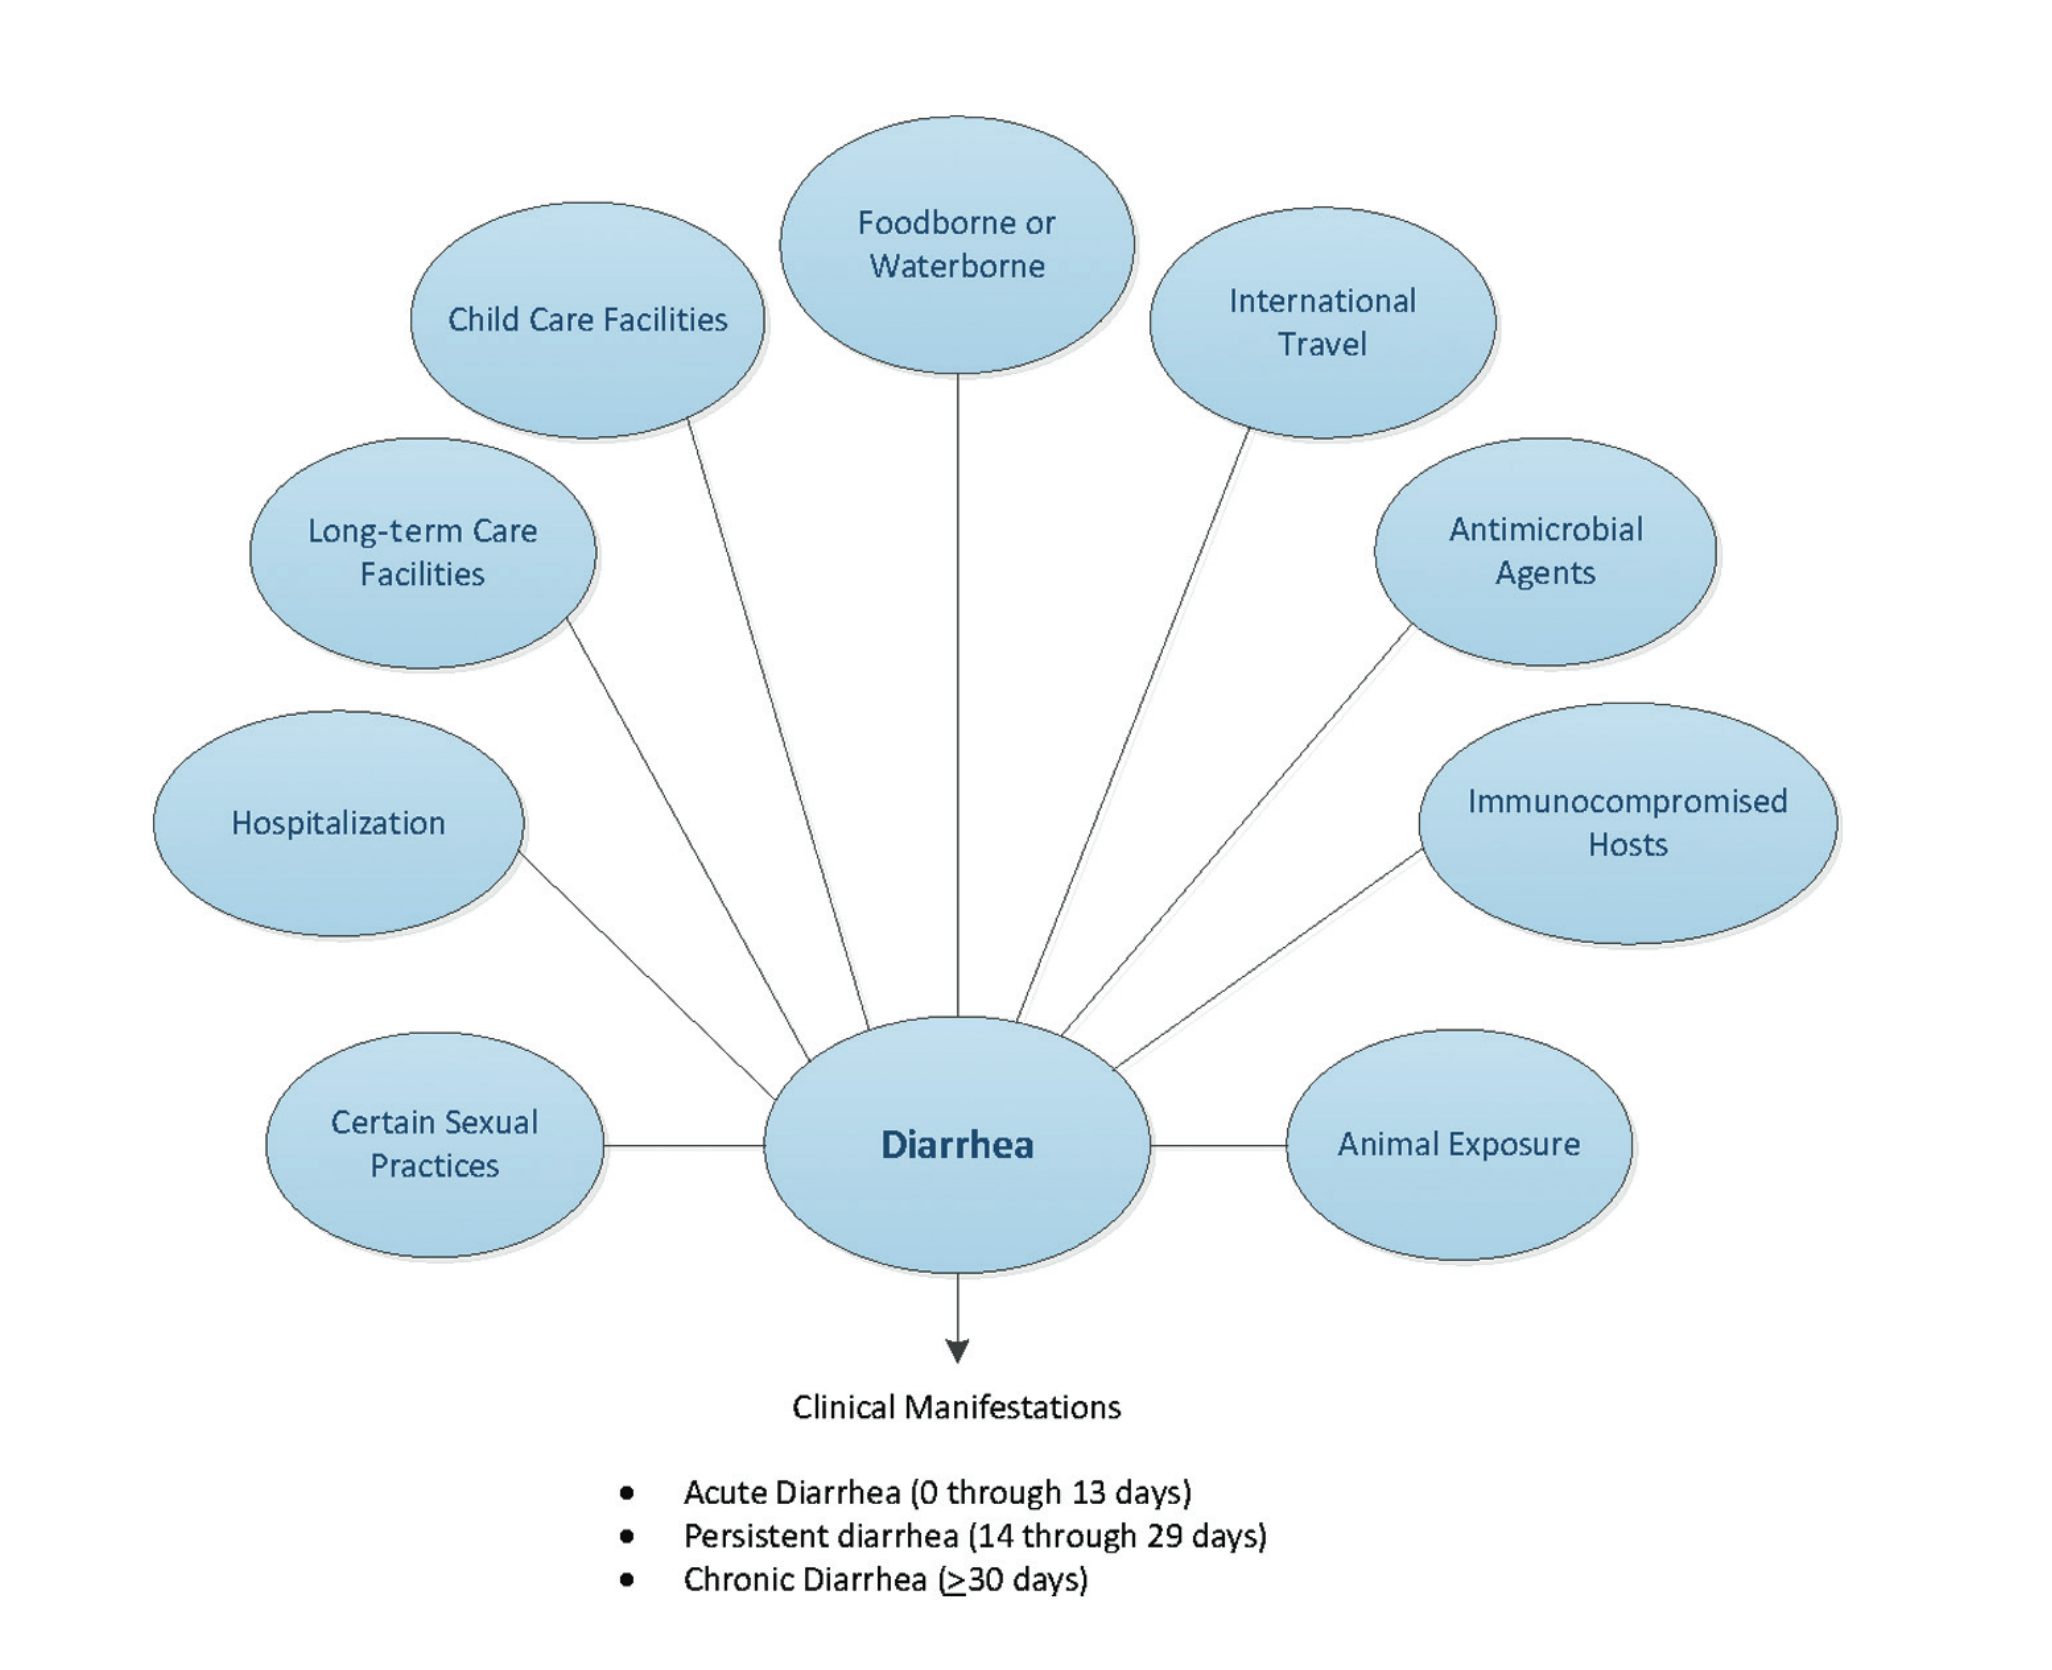 Foodborne or
Waterborne
Child Care Facilities
International
Travel
Long-term Care
Facilities
Antimicrobial
Agents
Hospitalization
Immunocompromised
Hosts
Certain Sexual
Practices
Diarrhea
Animal Exposure
Clinical Manifestations
• Acute Diarrhea (0 through 13 days)
• Persistent diarrhea (14 through 29 days)
• Chronic Diarrhea (≥30 days)